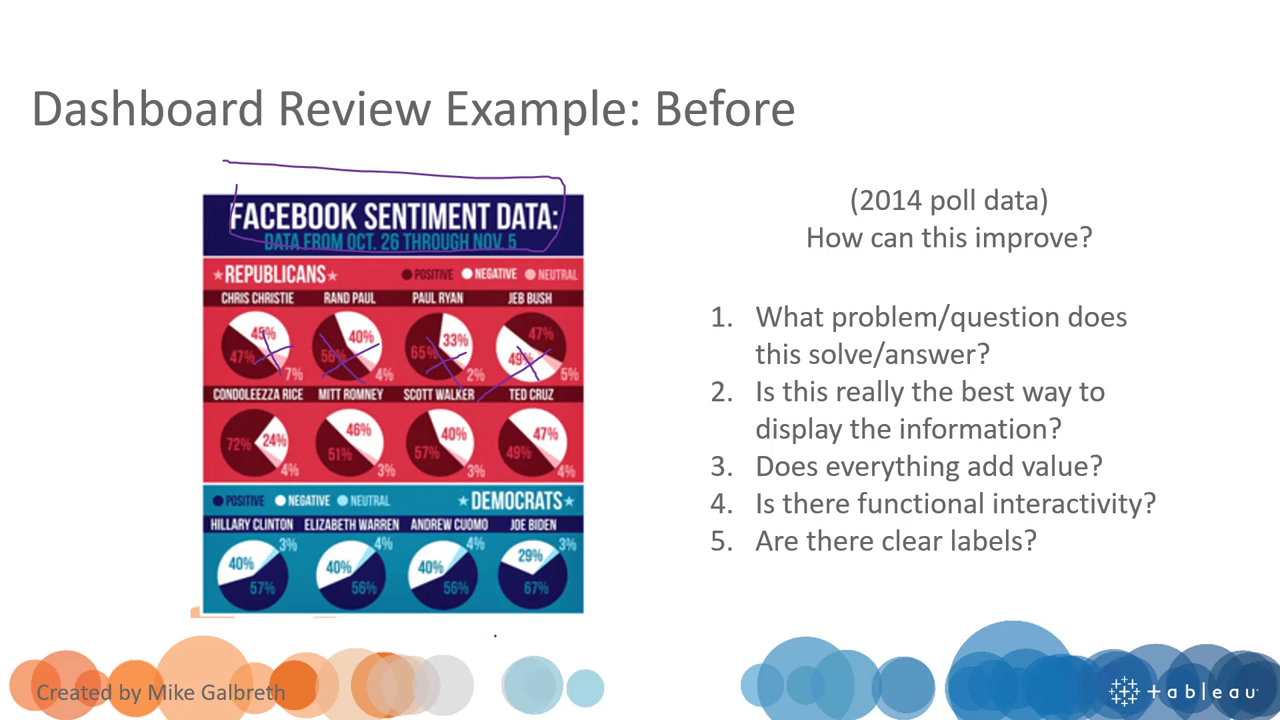 Dashboard Review Example: Before
FACEBOOK SENTIMENT DATA:
DATA FROM OCT. 26 THROUGH NOV. 5
REPUBLICANS
POSITIVE NEGATIVE NEUTRAL
CHRIS CHRISTIE RAND PAUL PAUL RYAN JEB BUSH
45% 47% 7%
40% 56% 4%
33% 65% 2%
47% 49% 5%
CONDOLEEZZA RICE MITT ROMNEY SCOTT WALKER TED CRUZ
72% 24% 4%
46% 51% 3%
40% 57% 3%
47% 49% 4%
POSITIVE NEGATIVE NEUTRAL DEMOCRATS
HILLARY CLINTON ELIZABETH WARREN ANDREW CUOMO JOE BIDEN
3% 40% 57%
4% 40% 56%
4% 40% 56%
3% 29% 67%
(2014 poll data)
How can this improve?
1. What problem/question does
this solve/answer?
2. Is this really the best way to
display the information?
3. Does everything add value?
4. Is there functional interactivity?
5. Are there clear labels?
Created by Mike Galbreth
+ableau